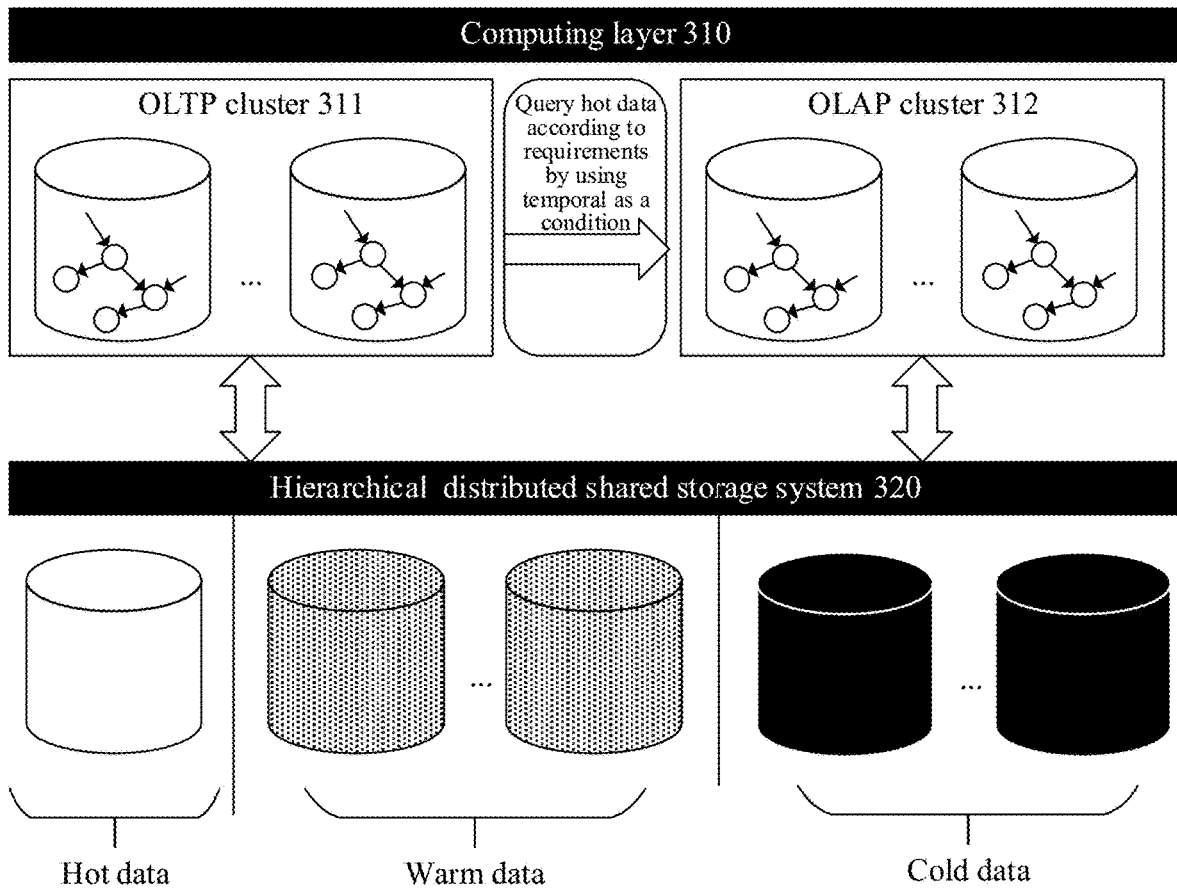 Computing layer 310
OLTP cluster 311
Query hot data
according to
requirements
by using
temporal as a
condition
OLAP cluster 312
...
...
Hierarchical distributed shared storage system 320
...
...
Hot data
Warm data
Cold data